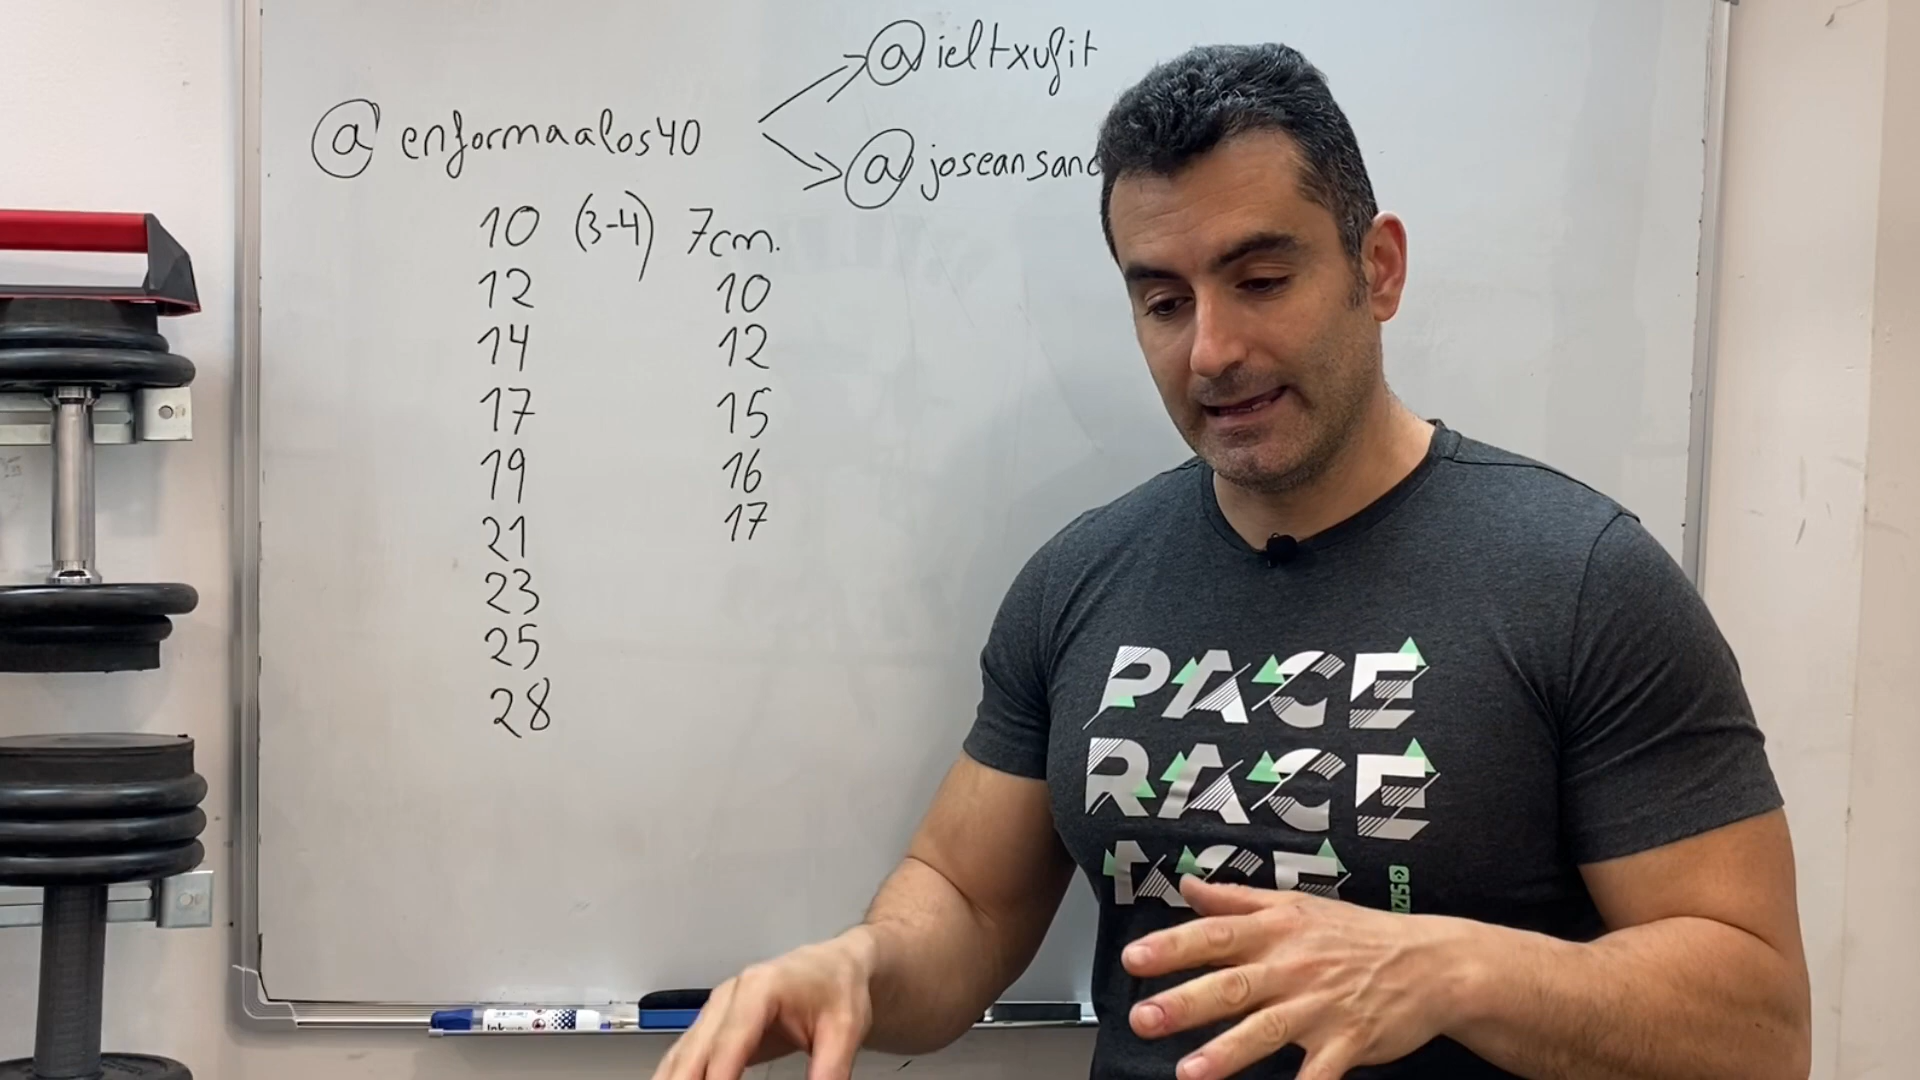 @ieltxufit
@enformaalos40
@joseansand
10 (3-4) 7cm.
12 10
14 12
17 15
19 16
21 17
23
25
28
PACE
RACE